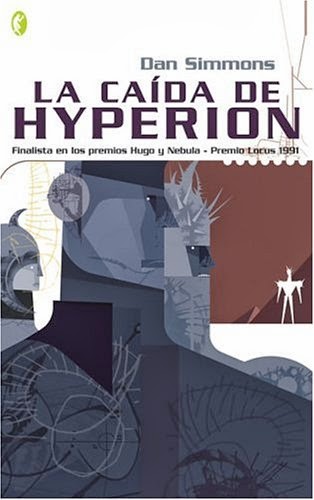 Dan Simmons
LA CAÍDA DE
HYPERION
Finalista en los premios Hugo y Nebula - Premio Locus 1991